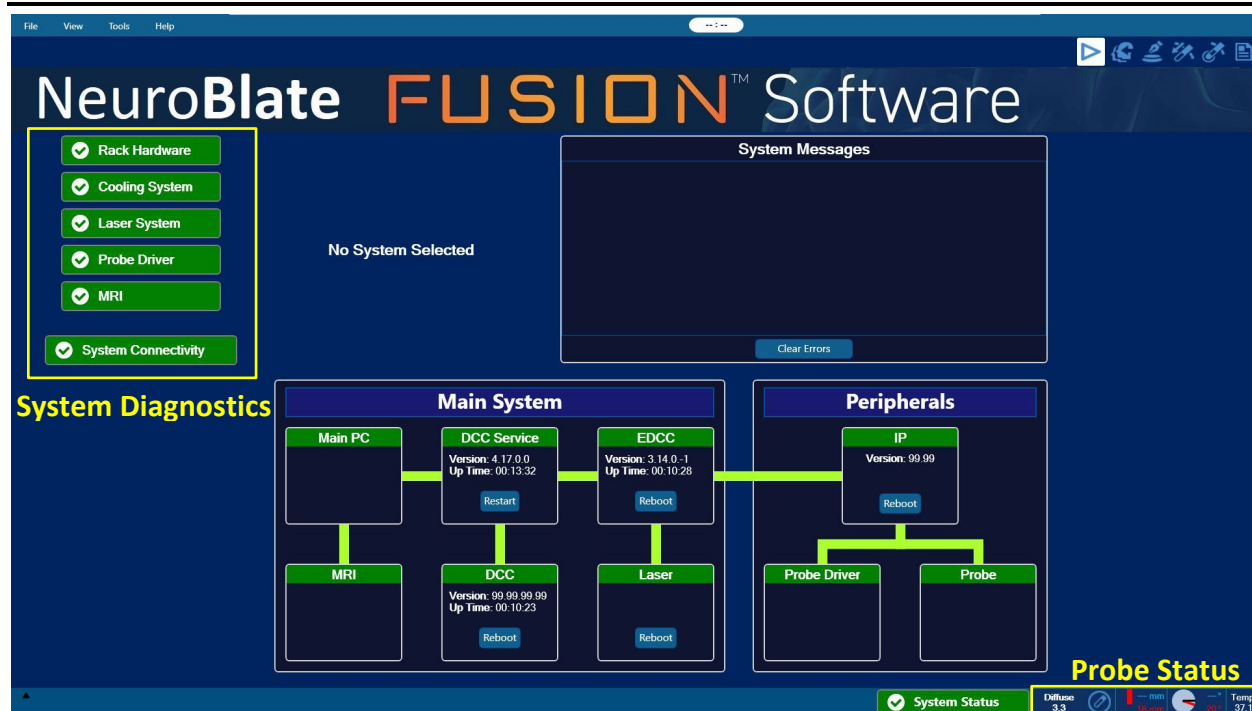 File View Tools Help
-- : --
NeuroBlate FUSION™ Software
Rack Hardware
Cooling System
Laser System
Probe Driver
MRI
System Connectivity
System Diagnostics
No System Selected
System Messages
Clear Errors
Main System
Main PC
DCC Service
Version: 4.17.0.0
Up Time: 00:13:32
Restart
EDCC
Version: 3.14.0.-1
Up Time: 00:10:28
Reboot
MRI
DCC
Version: 99.99.99.99
Up Time: 00:10:23
Reboot
Laser
Reboot
Peripherals
IP
Version: 99.99
Reboot
Probe Driver
Probe
Probe Status
System Status
Diffuse
3.3
-- mm
--°
Temp
37.1